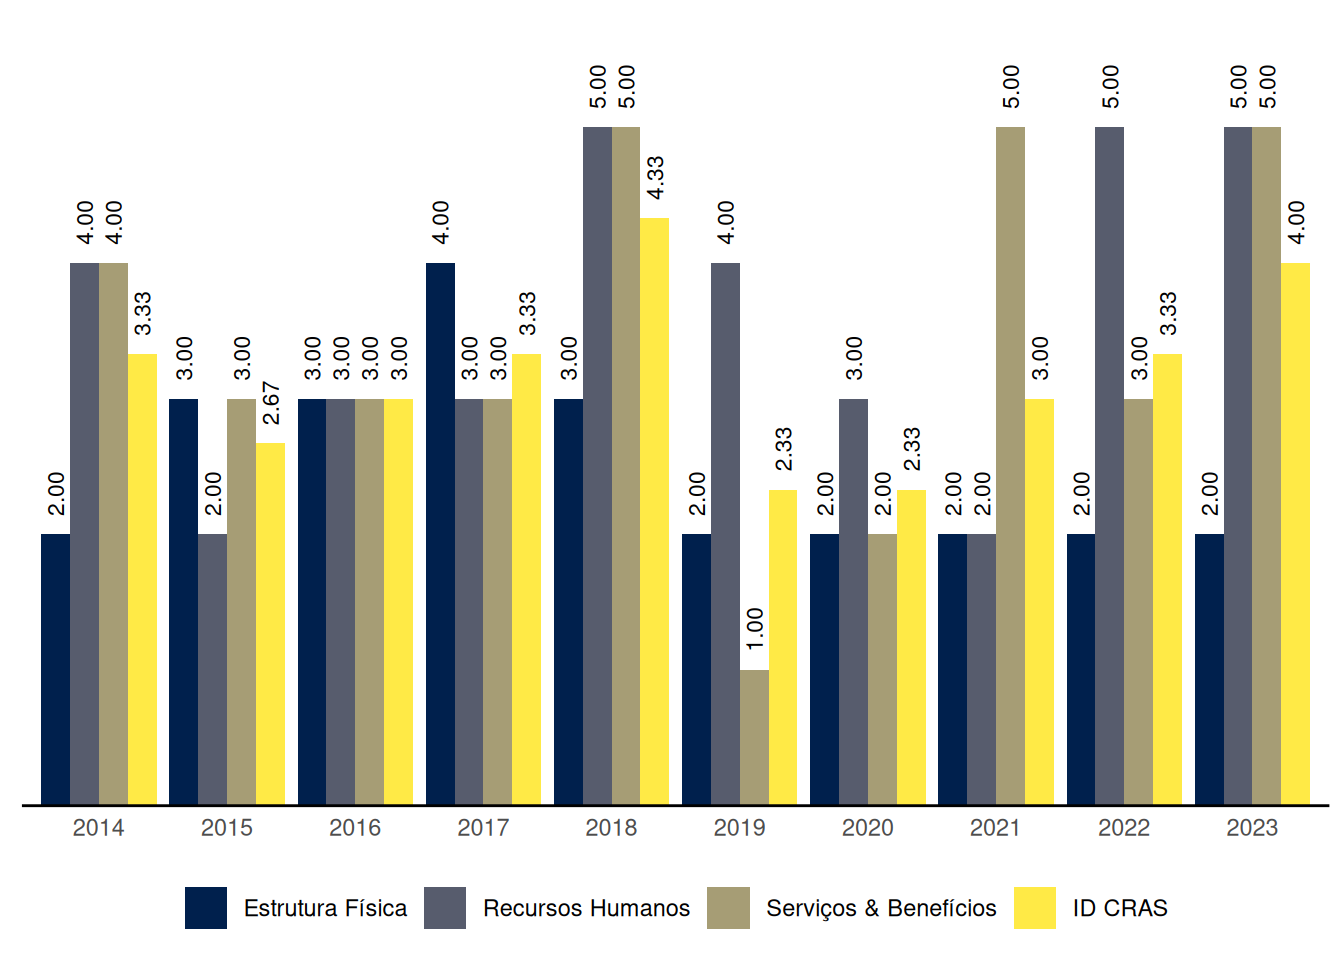 5.00 5.00 5.00 5.00 5.00 5.00
4.33
4.00 4.00 4.00 4.00 4.00
3.33 3.33 3.33
3.00 3.00 3.00 3.00 3.00 3.00 3.00 3.00 3.00 3.00 3.00 3.00
2.67
2.33 2.33
2.00 2.00 2.00 2.00 2.00 2.00 2.00 2.00 2.00
1.00
2014 2015 2016 2017 2018 2019 2020 2021 2022 2023
Estrutura Física Recursos Humanos Serviços & Benefícios ID CRAS